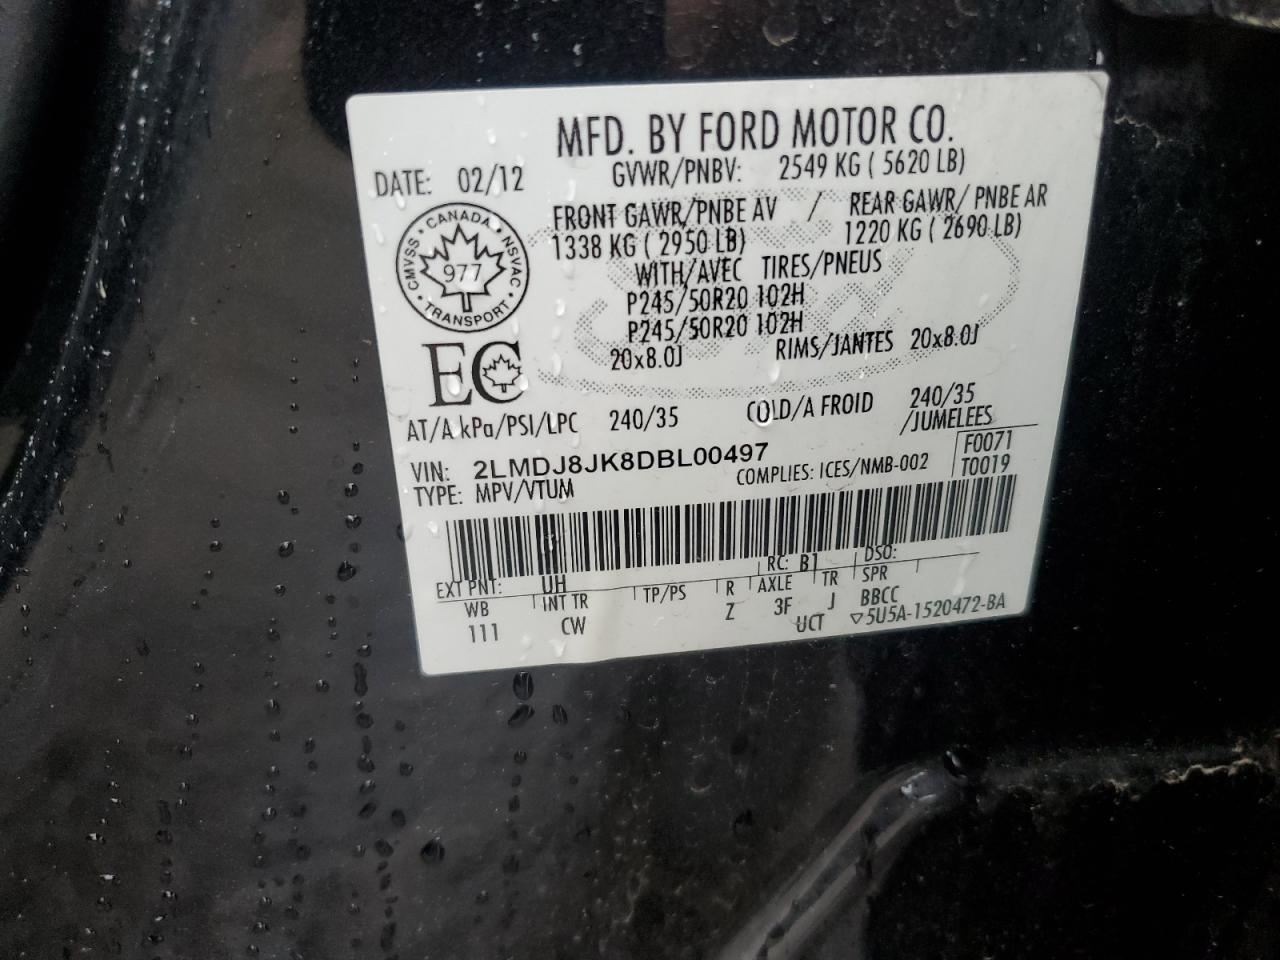 MFD. BY FORD MOTOR CO.
DATE: 02/12 GVWR/PNBV: 2549 KG ( 5620 LB)
FRONT GAWR/PNBE AV / REAR GAWR/ PNBE AR
1338 KG ( 2950 LB) 1220 KG ( 2690 LB)
WITH/AVEC TIRES/PNEUS
P245/50R20 102H
P245/50R20 102H
20x8.0J RIMS/JANTES 20x8.0J
CMVSS • CANADA • NSVAC • TRANSPORT •
977
EC
AT/A kPa/PSI/LPC 240/35 COLD/A FROID 240/35
/JUMELEES
VIN: 2LMDJ8JK8DBL00497 F0071
TYPE: MPV/VTUM COMPLIES: ICES/NMB-002 T0019
EXT PNT: UH RC: B1 DSO:
WB INT TR TP/PS R AXLE TR SPR
111 CW Z 3F J BBCC
UCT ▽5U5A-1520472-BA